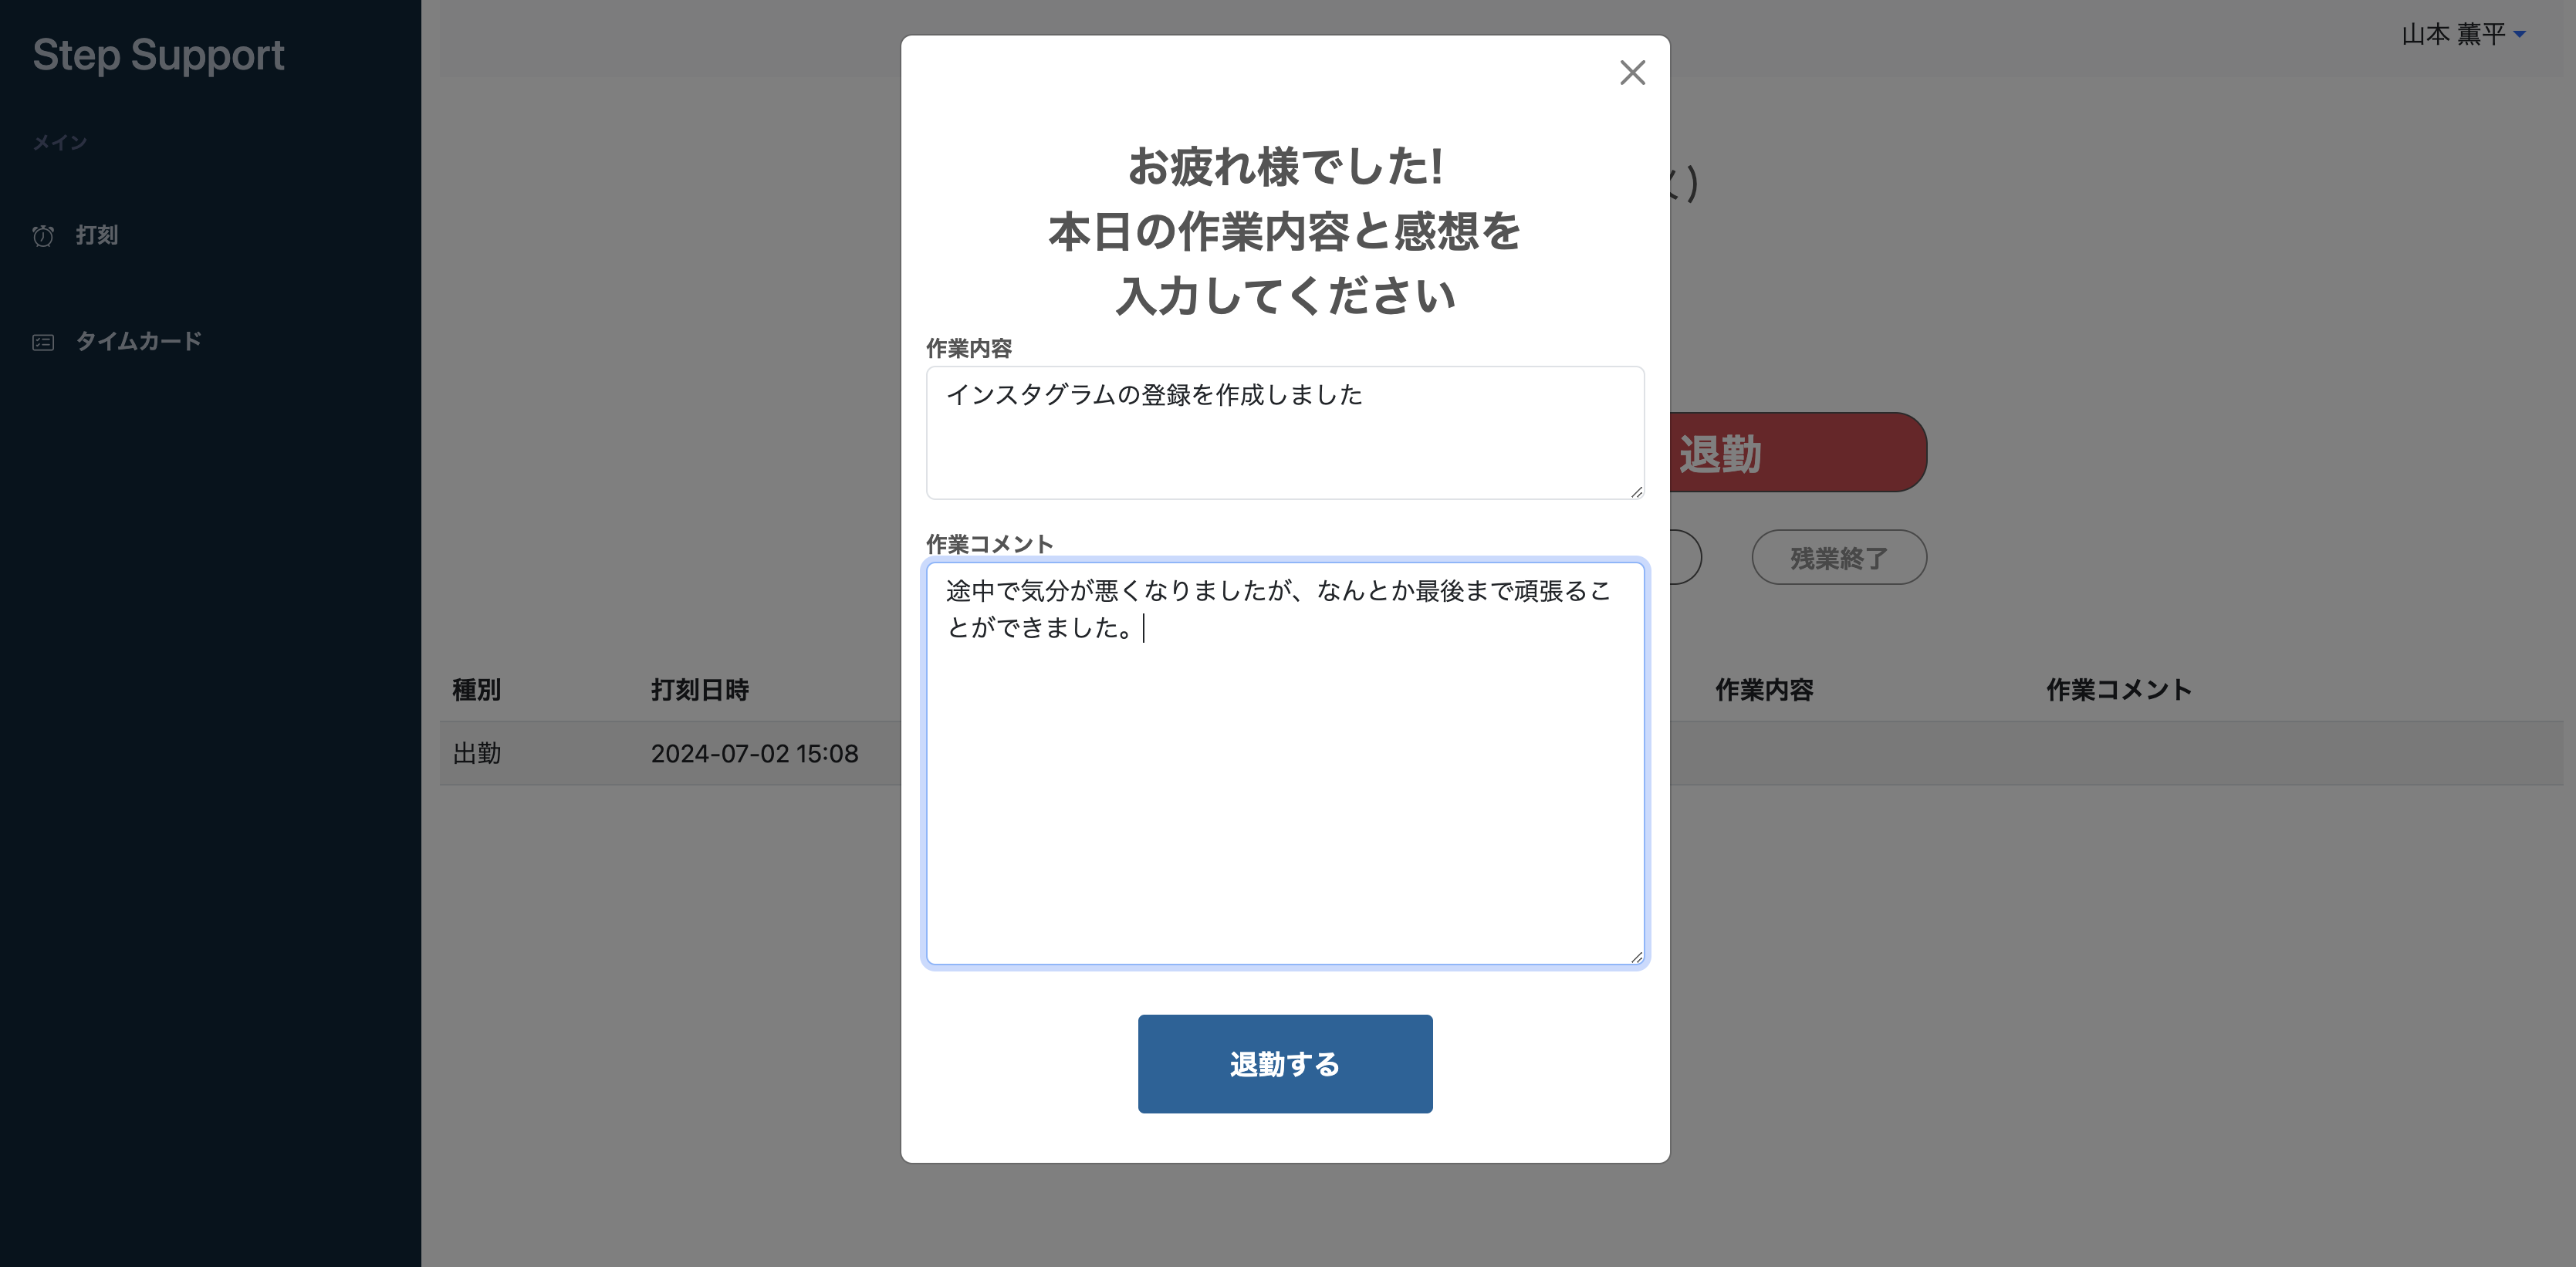 Step Support
メイン
打刻
タイムカード
山本 薫平
お疲れ様でした!
本日の作業内容と感想を
入力してください
作業内容
インスタグラムの登録を作成しました
作業コメント
途中で気分が悪くなりましたが、なんとか最後まで頑張るこ
とができました。
退勤する
)
退勤
残業終了
種別 打刻日時 作業内容 作業コメント
出勤 2024-07-02 15:08